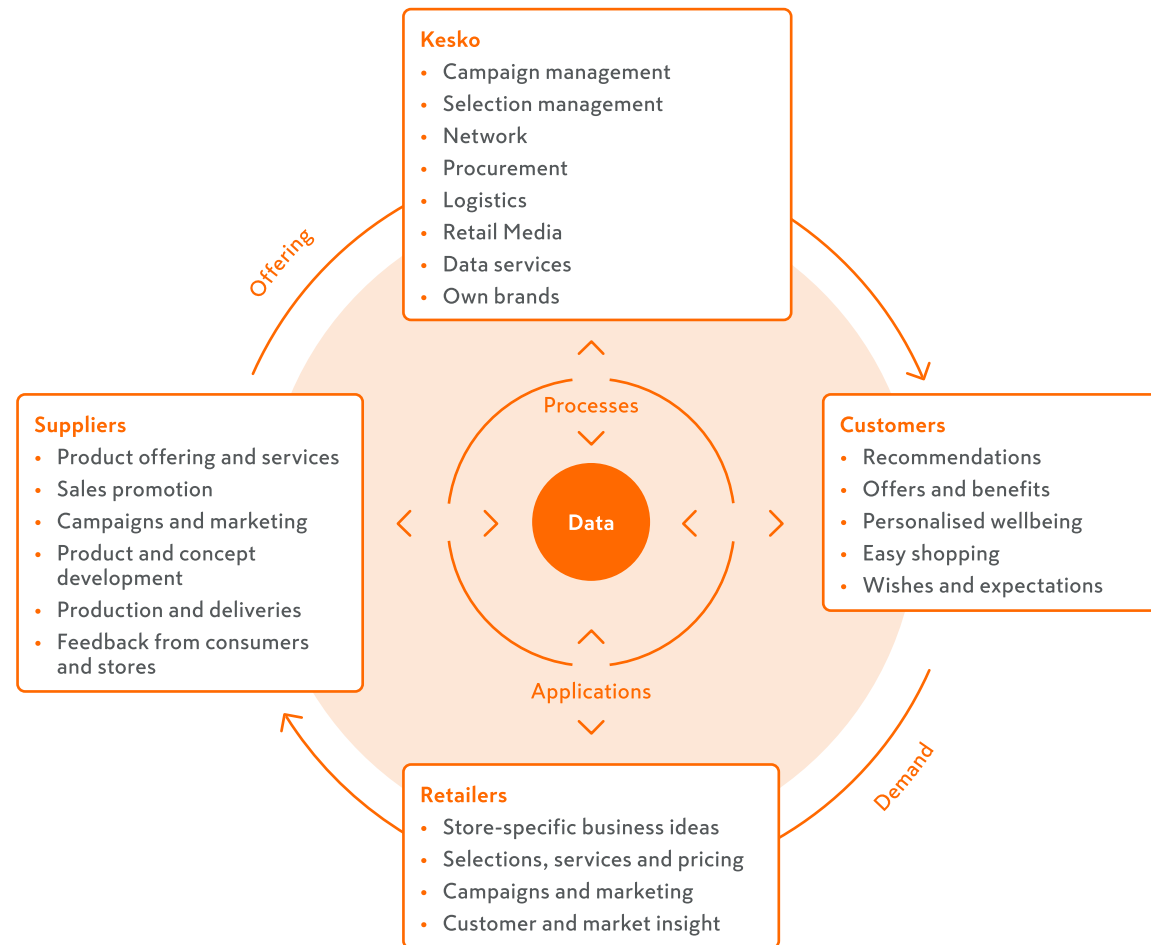 Kesko
• Campaign management
• Selection management
• Network
• Procurement
• Logistics
• Retail Media
• Data services
• Own brands
Offering
Suppliers
• Product offering and services
• Sales promotion
• Campaigns and marketing
• Product and concept
development
• Production and deliveries
• Feedback from consumers
and stores
Processes
Data
Applications
Customers
• Recommendations
• Offers and benefits
• Personalised wellbeing
• Easy shopping
• Wishes and expectations
Demand
Retailers
• Store-specific business ideas
• Selections, services and pricing
• Campaigns and marketing
• Customer and market insight